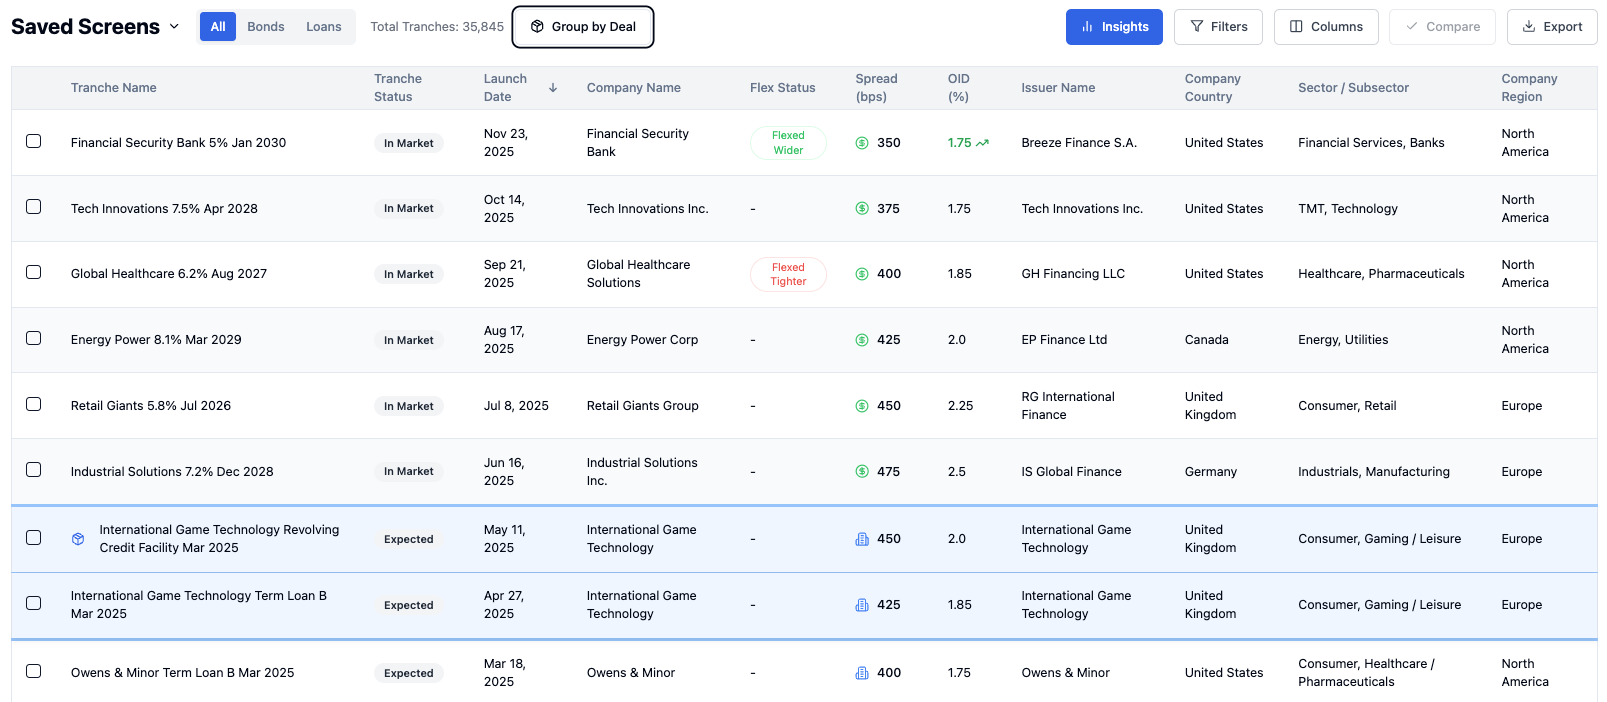 Saved Screens
All Bonds Loans Total Tranches: 35,845 Group by Deal Insights Filters Columns Compare Export
Tranche Name Tranche Status Launch Date Company Name Flex Status Spread (bps) OID (%) Issuer Name Company Country Sector / Subsector Company Region
Financial Security Bank 5% Jan 2030 In Market Nov 23, 2025 Financial Security Bank Flexed Wider 350 1.75 Breeze Finance S.A. United States Financial Services, Banks North America
Tech Innovations 7.5% Apr 2028 In Market Oct 14, 2025 Tech Innovations Inc. - 375 1.75 Tech Innovations Inc. United States TMT, Technology North America
Global Healthcare 6.2% Aug 2027 In Market Sep 21, 2025 Global Healthcare Solutions Flexed Tighter 400 1.85 GH Financing LLC United States Healthcare, Pharmaceuticals North America
Energy Power 8.1% Mar 2029 In Market Aug 17, 2025 Energy Power Corp - 425 2.0 EP Finance Ltd Canada Energy, Utilities North America
Retail Giants 5.8% Jul 2026 In Market Jul 8, 2025 Retail Giants Group - 450 2.25 RG International Finance United Kingdom Consumer, Retail Europe
Industrial Solutions 7.2% Dec 2028 In Market Jun 16, 2025 Industrial Solutions Inc. - 475 2.5 IS Global Finance Germany Industrials, Manufacturing Europe
International Game Technology Revolving Credit Facility Mar 2025 Expected May 11, 2025 International Game Technology - 450 2.0 International Game Technology United Kingdom Consumer, Gaming / Leisure Europe
International Game Technology Term Loan B Mar 2025 Expected Apr 27, 2025 International Game Technology - 425 1.85 International Game Technology United Kingdom Consumer, Gaming / Leisure Europe
Owens & Minor Term Loan B Mar 2025 Expected Mar 18, 2025 Owens & Minor - 400 1.75 Owens & Minor United States Consumer, Healthcare / Pharmaceuticals North America